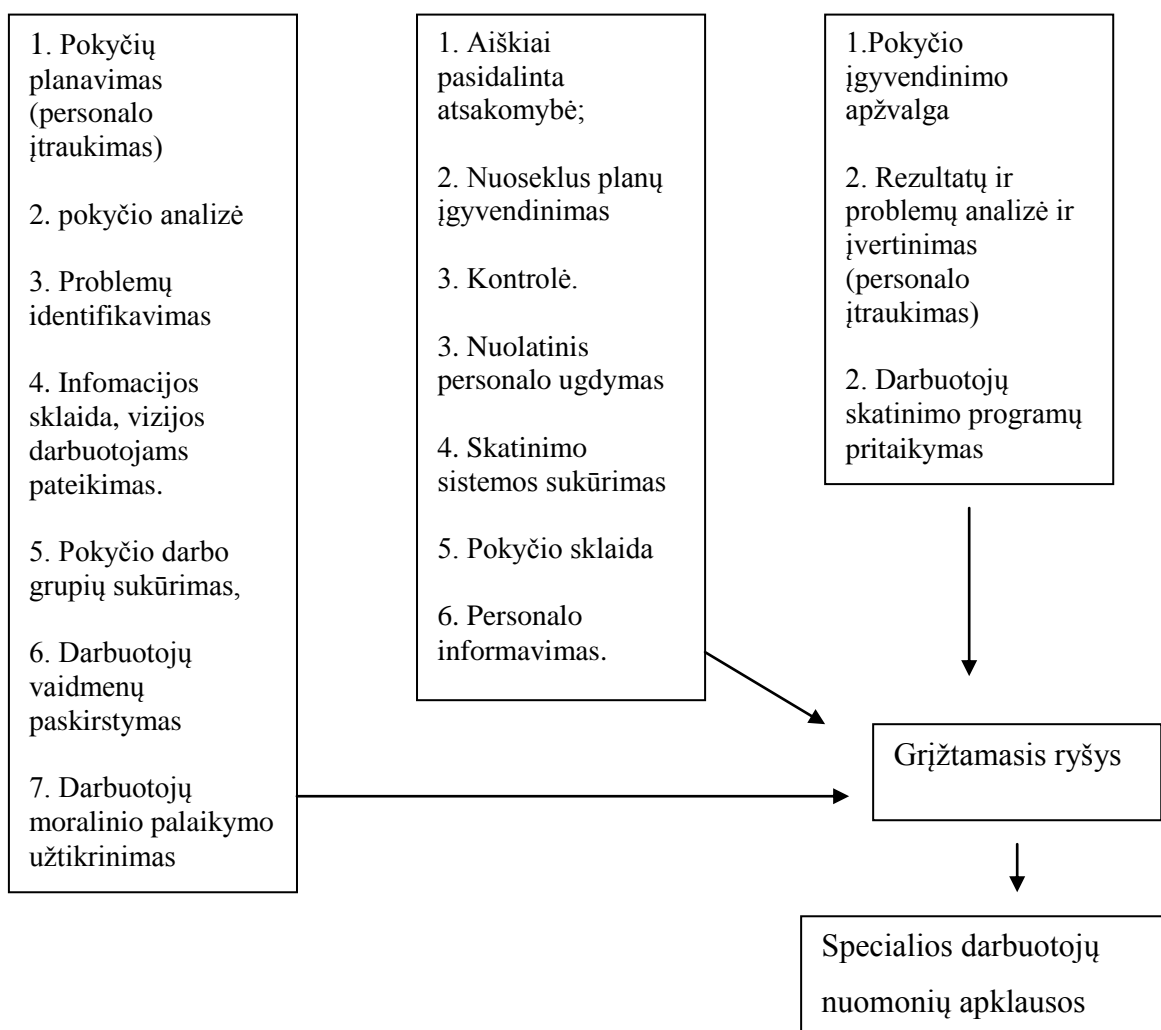 1. Pokyčių
planavimas
(personalo
įtraukimas)
2. pokyčio analizė
3. Problemų
identifikavimas
4. Infomacijos
sklaida, vizijos
darbuotojams
pateikimas.
5. Pokyčio darbo
grupių sukūrimas,
6. Darbuotojų
vaidmenų
paskirstymas
7. Darbuotojų
moralinio palaikymo
užtikrinimas
1. Aiškiai
pasidalinta
atsakomybė;
2. Nuoseklus planų
įgyvendinimas
3. Kontrolė.
3. Nuolatinis
personalo ugdymas
4. Skatinimo
sistemos sukūrimas
5. Pokyčio sklaida
6. Personalo
informavimas.
1.Pokyčio
įgyvendinimo
apžvalga
2. Rezultatų ir
problemų analizė ir
įvertinimas
(personalo
įtraukimas)
2. Darbuotojų
skatinimo programų
pritaikymas
Grįžtamasis ryšys
Specialios darbuotojų
nuomonių apklausos